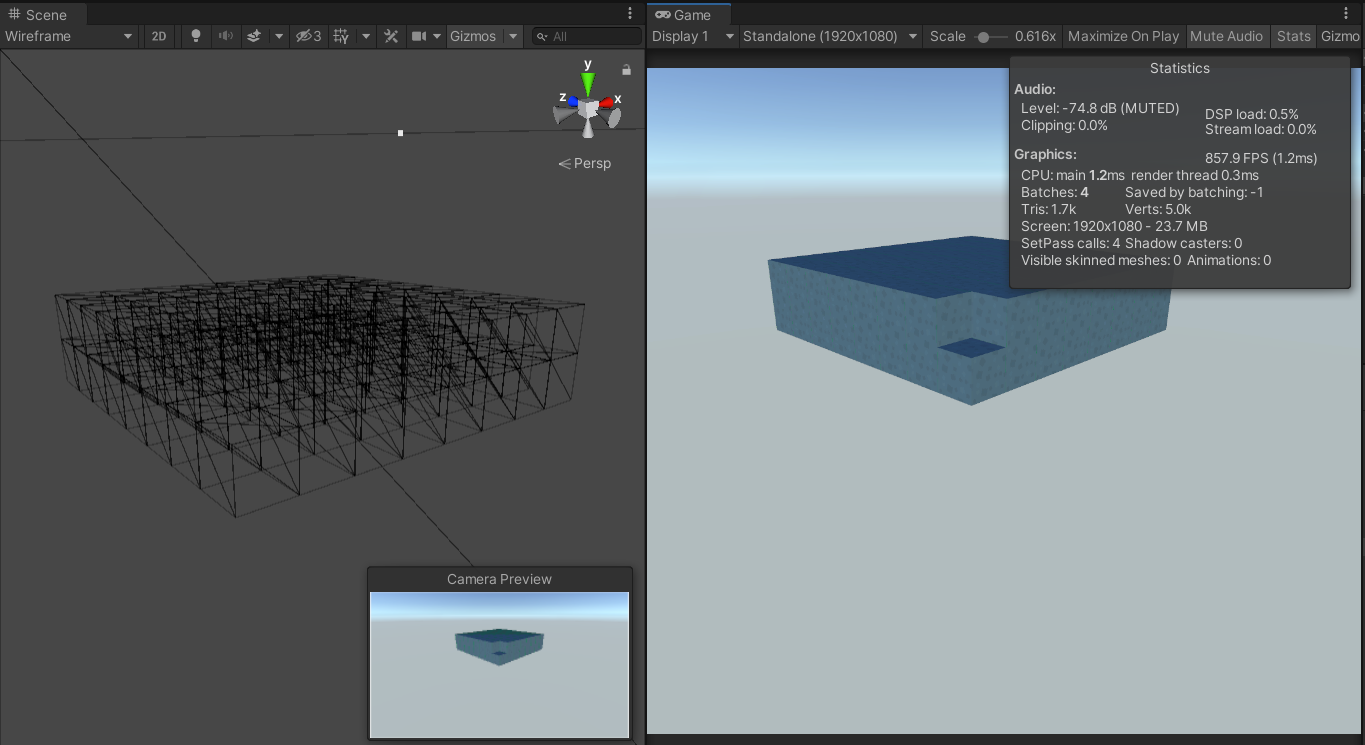 Scene
Wireframe 2D 3 Gizmos All
y
z x
Persp
Camera Preview
Game
Display 1 Standalone (1920x1080) Scale 0.616x Maximize On Play Mute Audio Stats Gizmo
Statistics
Audio:
Level: -74.8 dB (MUTED) DSP load: 0.5%
Clipping: 0.0% Stream load: 0.0%
Graphics: 857.9 FPS (1.2ms)
CPU: main 1.2ms render thread 0.3ms
Batches: 4 Saved by batching: -1
Tris: 1.7k Verts: 5.0k
Screen: 1920x1080 - 23.7 MB
SetPass calls: 4 Shadow casters: 0
Visible skinned meshes: 0 Animations: 0